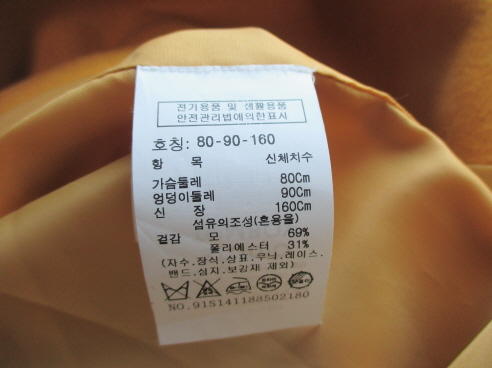 전기용품 및 생활용품
안전관리법에의한표시
호칭: 80-90-160
항 목 신체치수
가슴둘레 80Cm
엉덩이둘레 90Cm
신 장 160Cm
섬유의조성(혼용율)
겉감 모 69%
폴리에스터 31%
(자수,장식,상표,무늬,레이스,
밴드,심지,보강재 제외)
NO.915141188502180